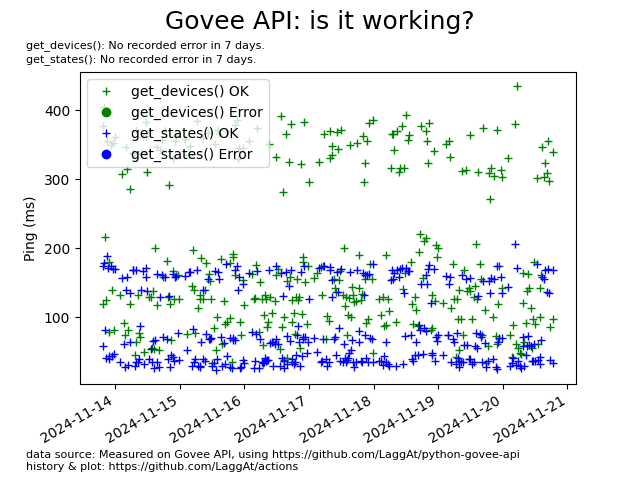 Govee API: is it working?
get_devices(): No recorded error in 7 days.
get_states(): No recorded error in 7 days.
get_devices() OK
get_devices() Error
get_states() OK
get_states() Error
Ping (ms)
400
300
200
100
2024-11-14
2024-11-15
2024-11-16
2024-11-17
2024-11-18
2024-11-19
2024-11-20
2024-11-21
data source: Measured on Govee API, using https://github.com/LaggAt/python-govee-api
history & plot: https://github.com/LaggAt/actions